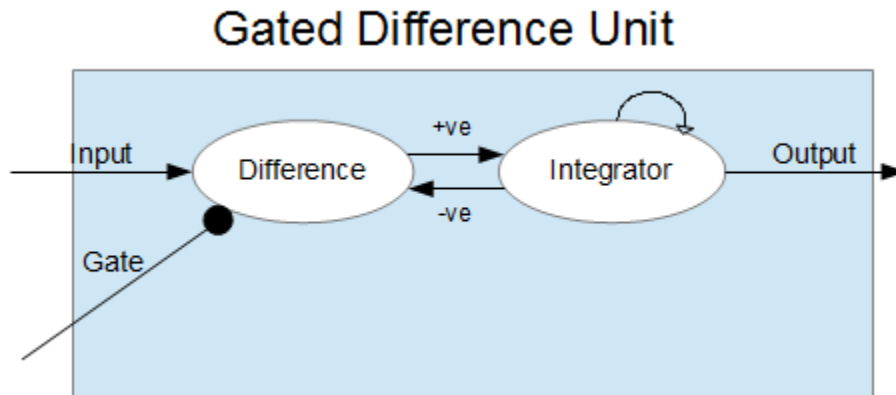 Gated Difference Unit
Input
Difference
+ve
-ve
Integrator
Output
Gate